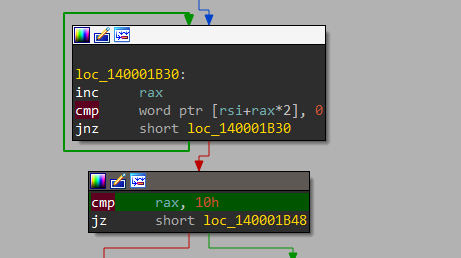 loc_140001B30:
inc     rax
cmp     word ptr [rsi+rax*2], 0
jnz     short loc_140001B30
cmp     rax, 10h
jz      short loc_140001B48